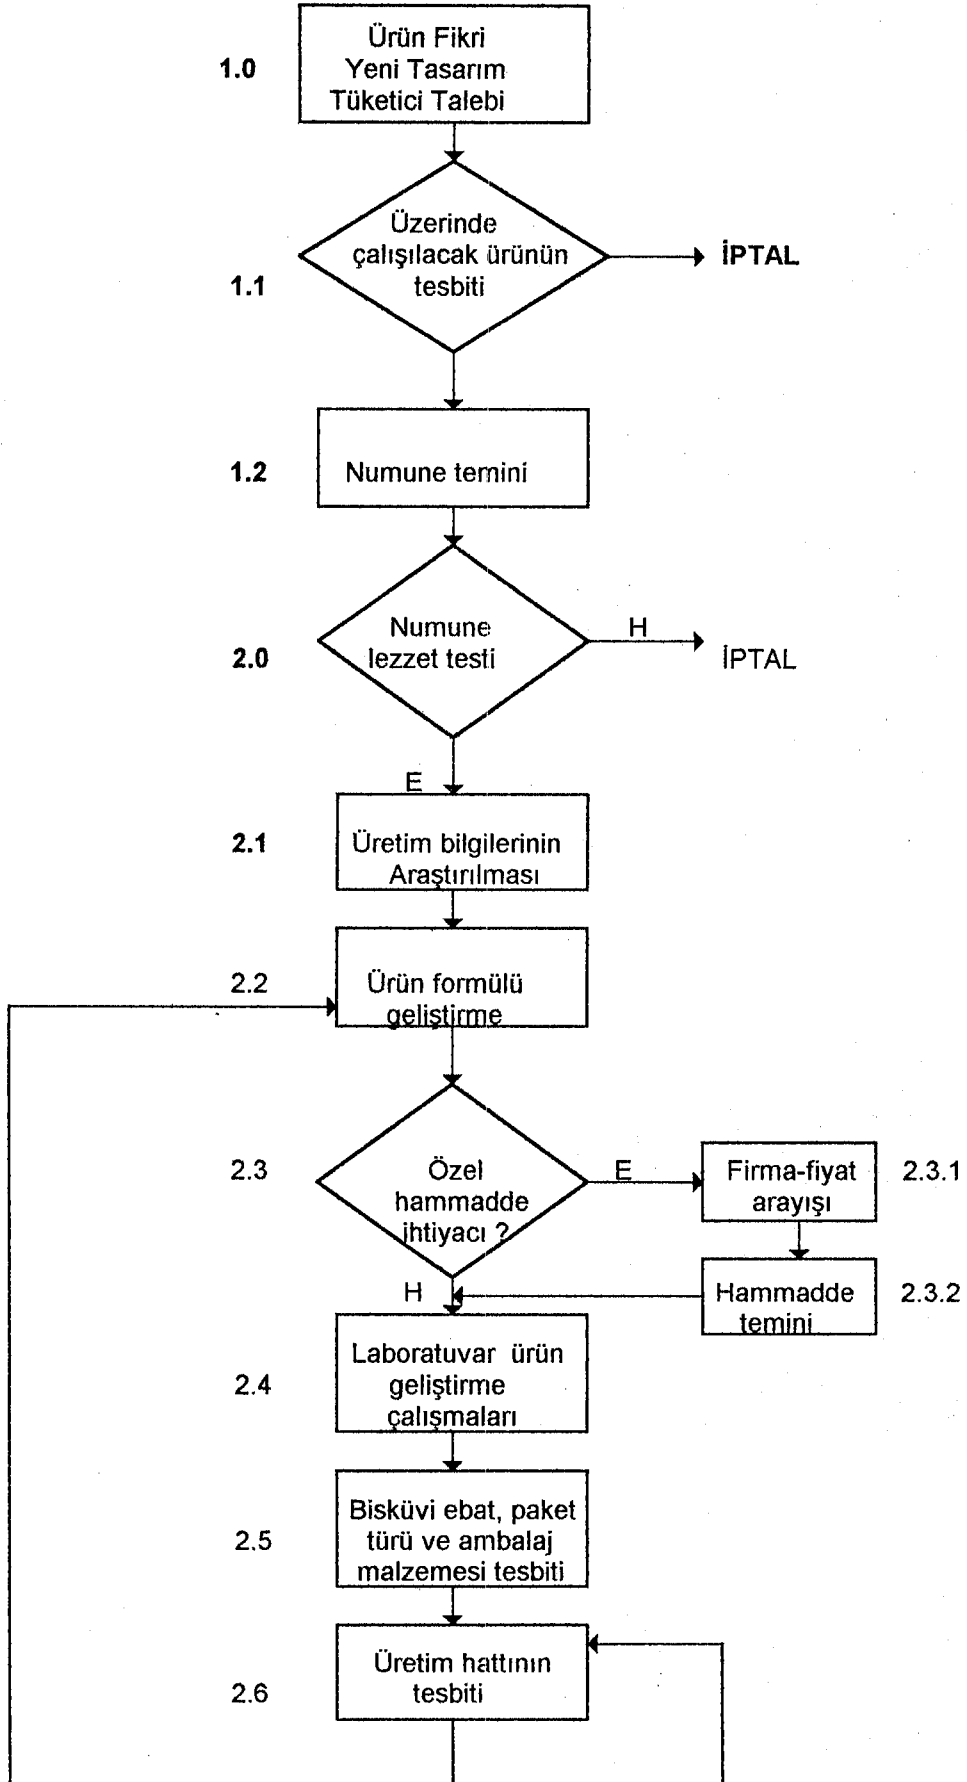 Ürün Fikri
1.0 Yeni Tasarım
Tüketici Talebi
Üzerinde
çalışılacak ürünün İPTAL
1.1 tesbiti
1.2 Numune temini
Numune H
2.0 lezzet testi İPTAL
E
2.1 Üretim bilgilerinin
Araştırılması
2.2 Ürün formülü
geliştirme
2.3 Özel E Firma-fiyat 2.3.1
hammadde arayışı
ihtiyacı ?
H Hammadde 2.3.2
temini
Laboratuvar ürün
2.4 geliştirme
çalışmaları
Bisküvi ebat, paket
2.5 türü ve ambalaj
malzemesi tesbiti
Üretim hattının
2.6 tesbiti